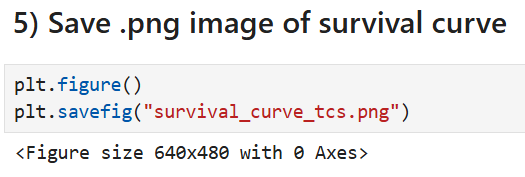 5) Save .png image of survival curve
plt.figure()
plt.savefig("survival_curve_tcs.png")
<Figure size 640x480 with 0 Axes>